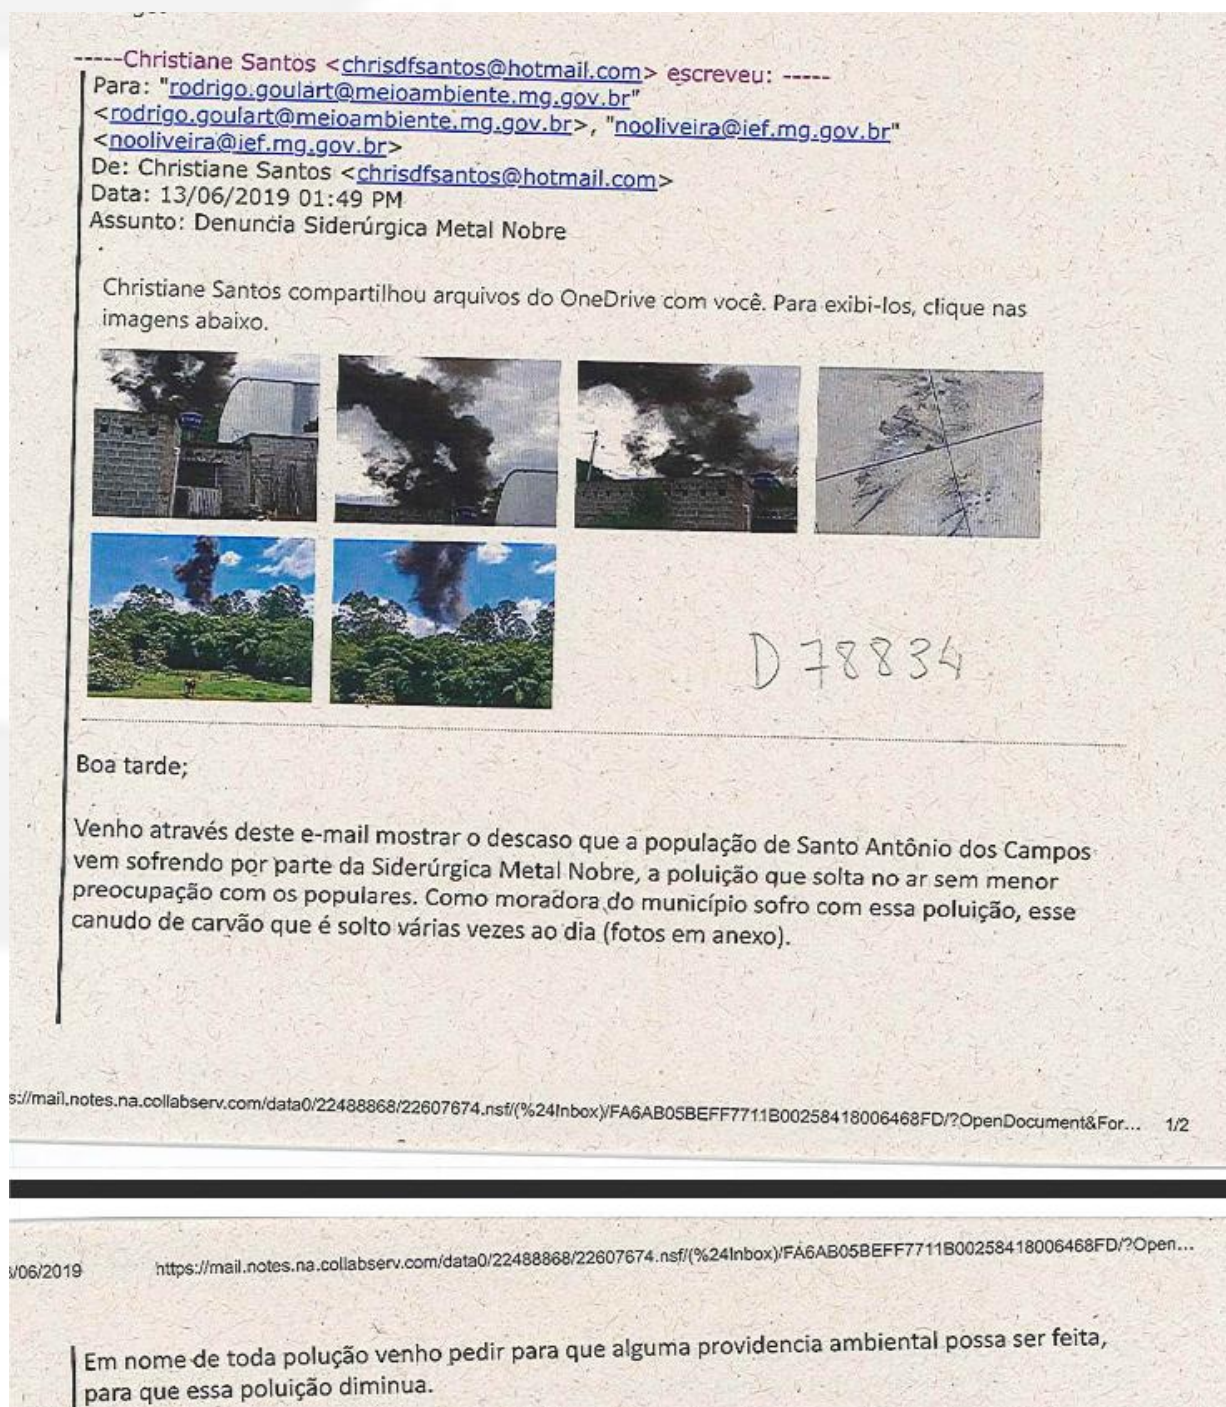 -----Christiane Santos <chrisdfsantos@hotmail.com> escreveu: -----
Para: "rodrigo.goulart@meioambiente.mg.gov.br"
<rodrigo.goulart@meioambiente.mg.gov.br>, "nooliveira@ief.mg.gov.br"
<nooliveira@ief.mg.gov.br>
De: Christiane Santos <chrisdfsantos@hotmail.com>
Data: 13/06/2019 01:49 PM
Assunto: Denuncia Siderúrgica Metal Nobre
Christiane Santos compartilhou arquivos do OneDrive com você. Para exibi-los, clique nas
imagens abaixo.
D 78834
Boa tarde;
Venho através deste e-mail mostrar o descaso que a população de Santo Antônio dos Campos
vem sofrendo por parte da Siderúrgica Metal Nobre, a poluição que solta no ar sem menor
preocupação com os populares. Como moradora do município sofro com essa poluição, esse
canudo de carvão que é solto várias vezes ao dia (fotos em anexo).
s://mail.notes.na.collabserv.com/data0/22488868/22607674.nsf/(%24Inbox)/FA6AB05BEFF7711B00258418006468FD/?OpenDocument&For... 1/2
/06/2019 https://mail.notes.na.collabserv.com/data0/22488868/22607674.nsf/(%24Inbox)/FA6AB05BEFF7711B00258418006468FD/?Open...
Em nome de toda polução venho pedir para que alguma providencia ambiental possa ser feita,
para que essa poluição diminua.